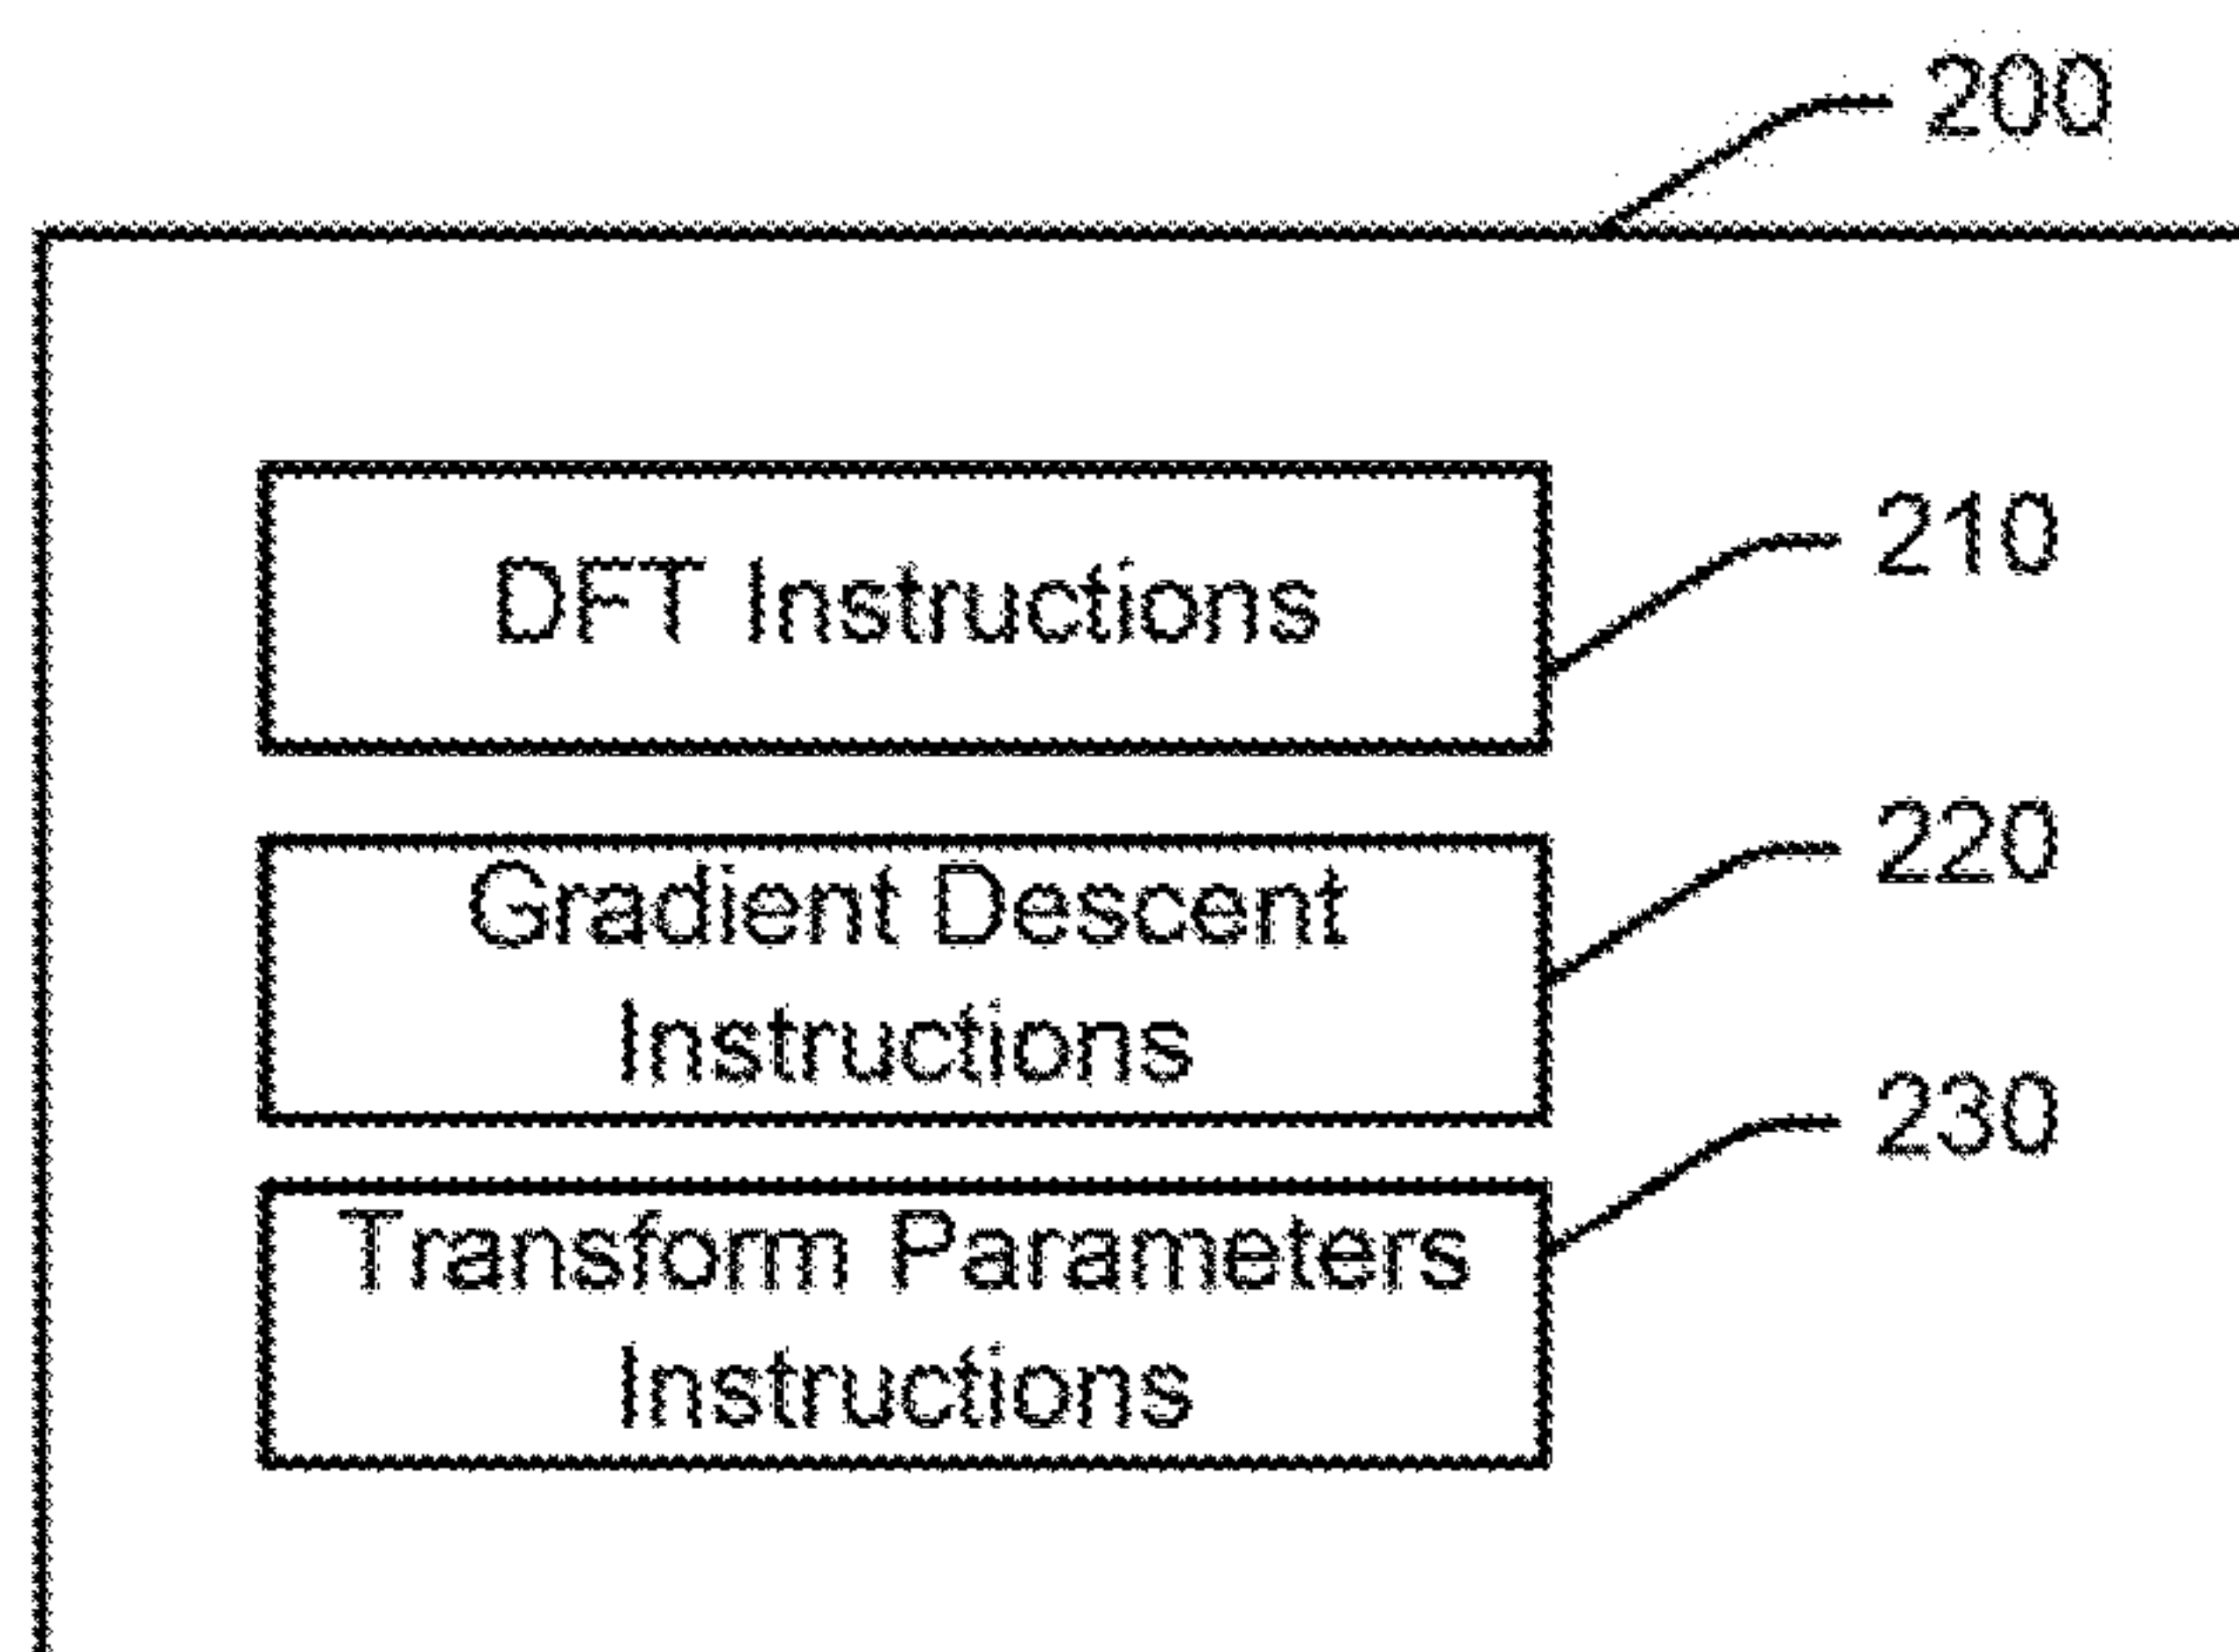 200
DFT Instructions
210
Gradient Descent
Instructions
220
Transform Parameters
Instructions
230